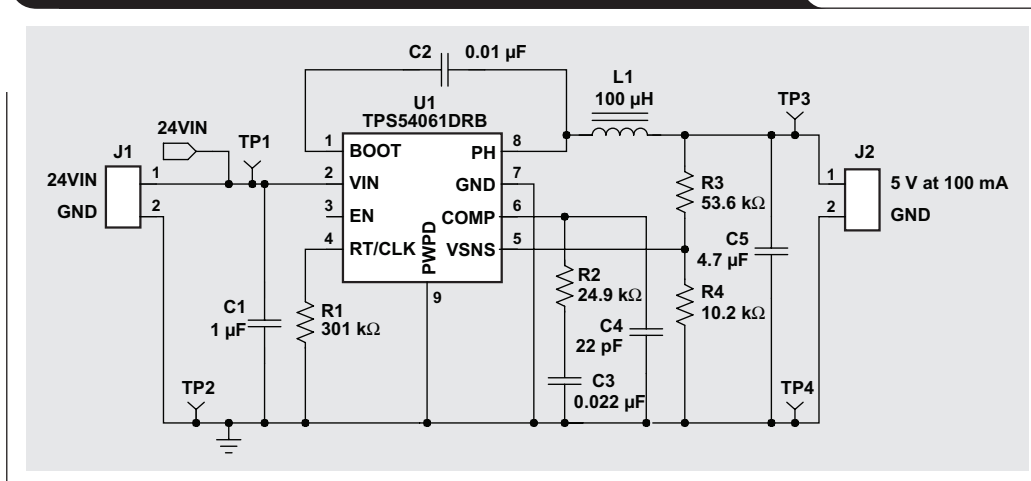 C2 0.01 µF
L1
100 µH
U1
TPS54061DRB
TP3
24VIN
TP1
J1
J2
1 BOOT PH 8
24VIN 1
2 VIN GND 7
1 5 V at 100 mA
GND 2
3 EN COMP 6
2 GND
4 RT/CLK VSNS 5
PWPD
9
R3
53.6 kΩ
C5
4.7 µF
R2
24.9 kΩ
R4
10.2 kΩ
C1
1 µF
R1
301 kΩ
C4
22 pF
C3
0.022 µF
TP2
TP4